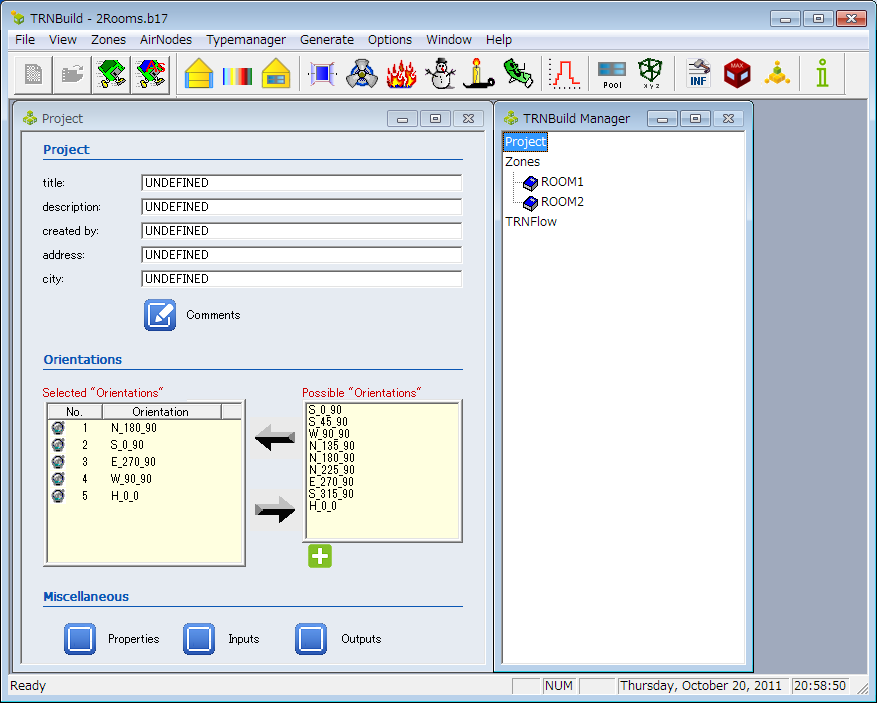 TRNBuild - 2Rooms.b17
File View Zones AirNodes Typemanager Generate Options Window Help
Pool
x y z
INF
MAX
Project
Project
title: UNDEFINED
description: UNDEFINED
created by: UNDEFINED
address: UNDEFINED
city: UNDEFINED
Comments
Orientations
Selected "Orientations"
No. Orientation
1 N_180_90
2 S_0_90
3 E_270_90
4 W_90_90
5 H_0_0
Possible "Orientations"
S_0_90
S_45_90
W_90_90
N_135_90
N_180_90
N_225_90
E_270_90
S_315_90
H_0_0
Miscellaneous
Properties Inputs Outputs
TRNBuild Manager
Project
Zones
ROOM1
ROOM2
TRNFlow
Ready NUM Thursday, October 20, 2011 20:58:50